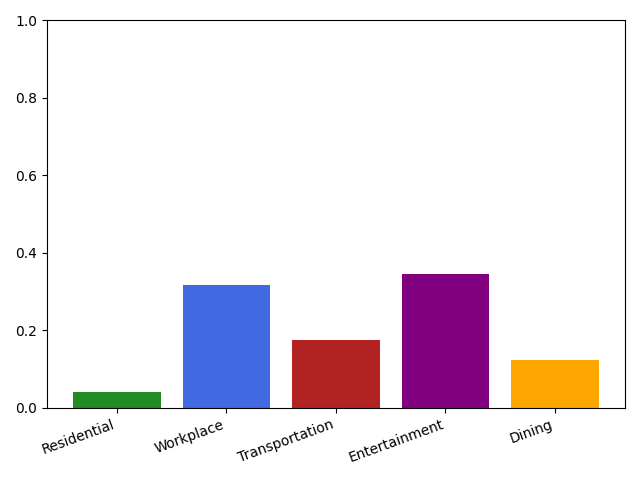 1.0
0.8
0.6
0.4
0.2
0.0
Residential
Workplace
Transportation
Entertainment
Dining